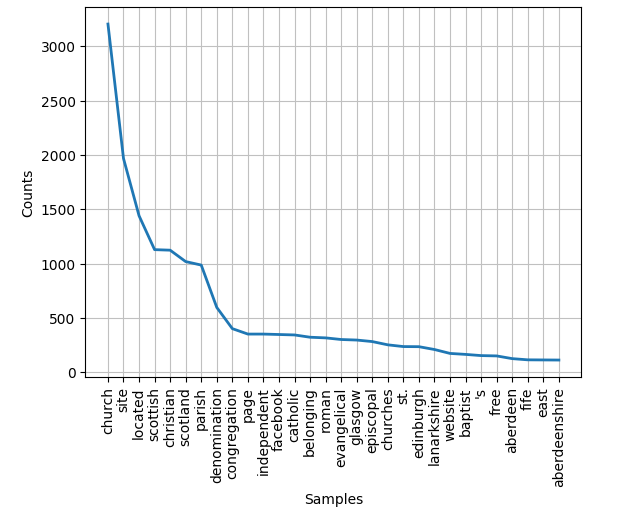 3000
2500
2000
1500
1000
500
0
Counts
church
site
located
scottish
christian
scotland
parish
denomination
congregation
page
independent
facebook
catholic
belonging
roman
evangelical
glasgow
episcopal
churches
st.
edinburgh
lanarkshire
website
baptist
's
free
aberdeen
fife
east
aberdeenshire
Samples